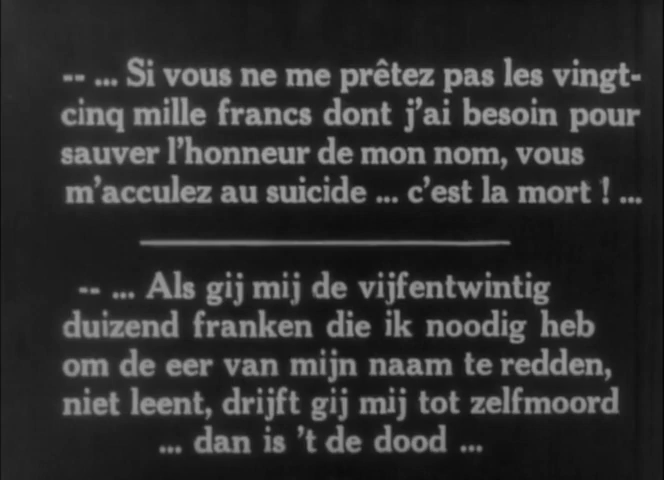 -- ... Si vous ne me prêtez pas les vingt-
cinq mille francs dont j'ai besoin pour
sauver l'honneur de mon nom, vous
m'acculez au suicide ... c'est la mort ! ...
-- ... Als gij mij de vijfentwintig
duizend franken die ik noodig heb
om de eer van mijn naam te redden,
niet leent, drijft gij mij tot zelfmoord
... dan is 't de dood ...